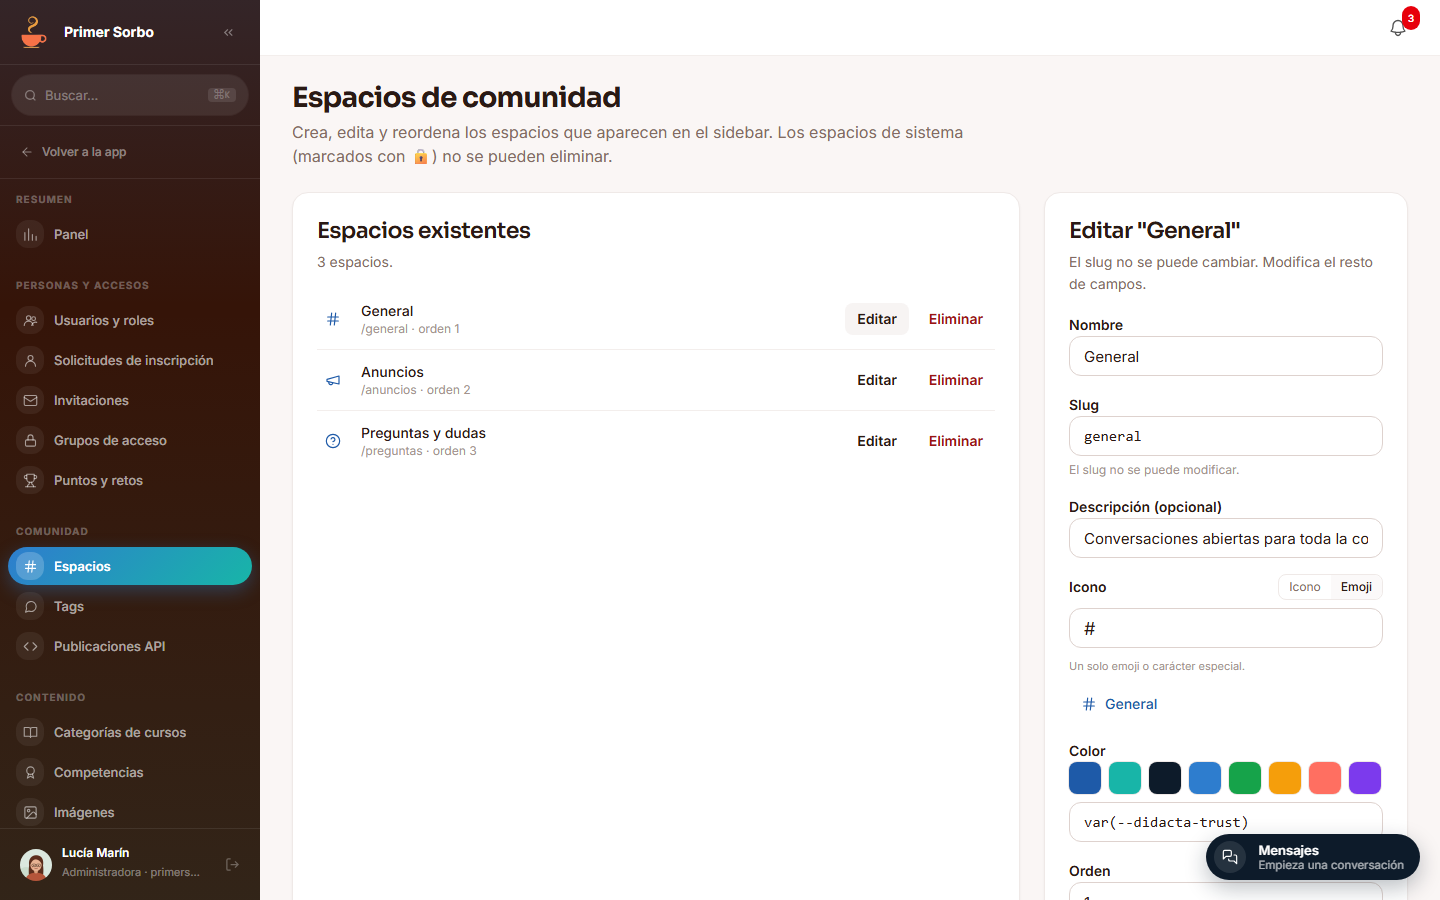 Primer Sorbo
Buscar...
⌘K
Volver a la app
RESUMEN
Panel
PERSONAS Y ACCESOS
Usuarios y roles
Solicitudes de inscripción
Invitaciones
Grupos de acceso
Puntos y retos
COMUNIDAD
Espacios
Tags
Publicaciones API
CONTENIDO
Categorías de cursos
Competencias
Imágenes
Lucía Marín
Administradora · primers...
3
Espacios de comunidad
Crea, edita y reordena los espacios que aparecen en el sidebar. Los espacios de sistema
(marcados con 🔒) no se pueden eliminar.
Espacios existentes
3 espacios.
General
/general · orden 1
Editar
Eliminar
Anuncios
/anuncios · orden 2
Editar
Eliminar
Preguntas y dudas
/preguntas · orden 3
Editar
Eliminar
Editar "General"
El slug no se puede cambiar. Modifica el resto
de campos.
Nombre
General
Slug
general
El slug no se puede modificar.
Descripción (opcional)
Conversaciones abiertas para toda la co
Icono
Icono
Emoji
#
Un solo emoji o carácter especial.
# General
Color
var(--didacta-trust)
Orden
Mensajes
Empieza una conversación